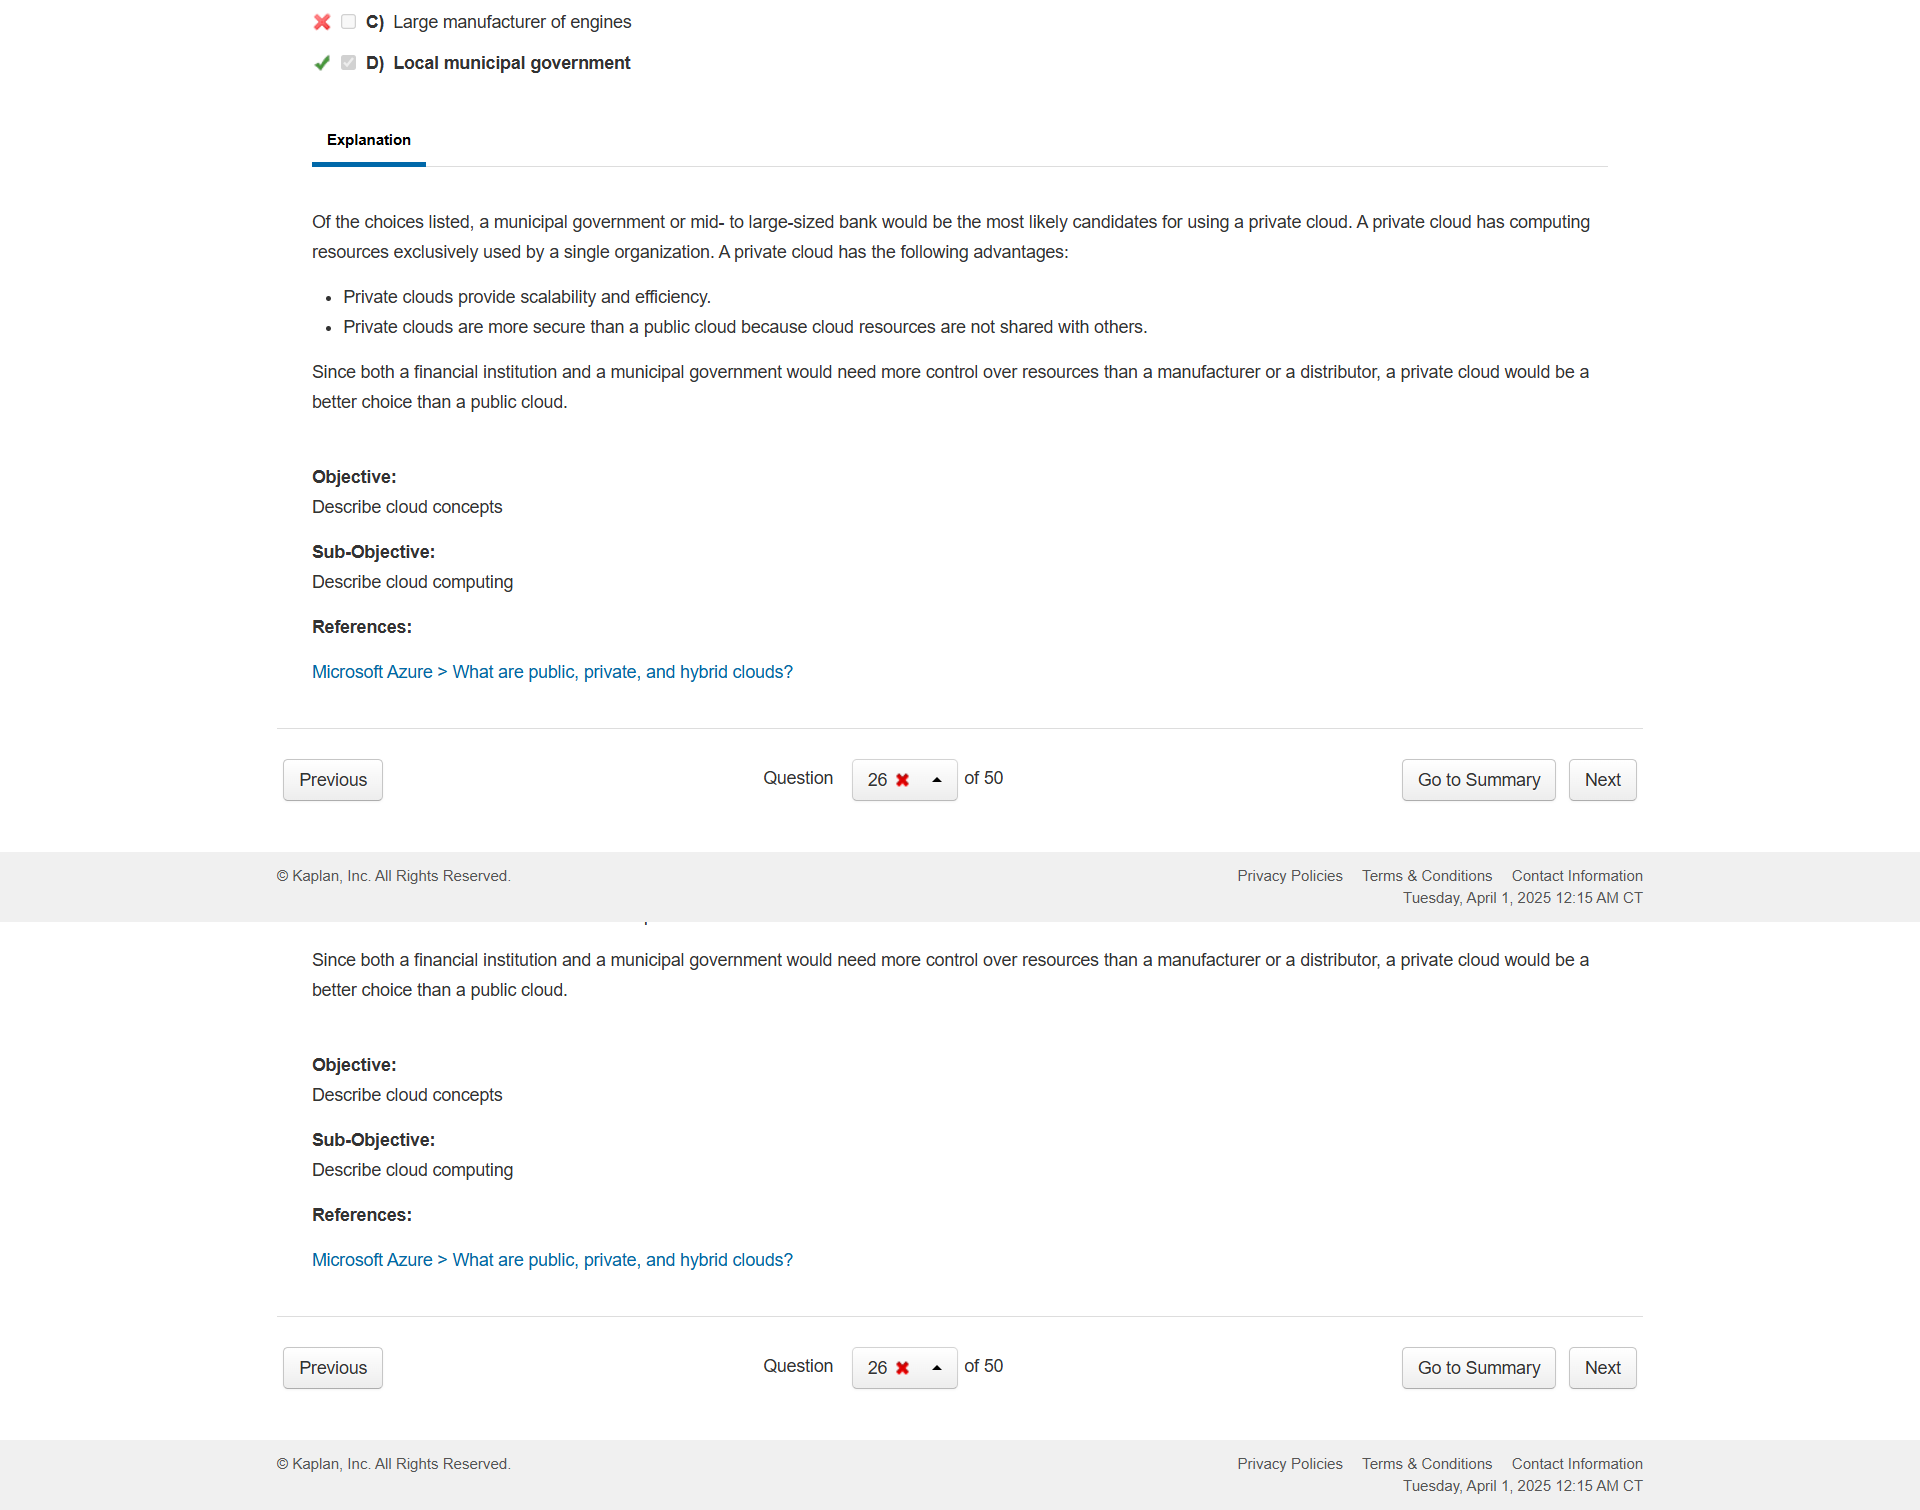 C) Large manufacturer of engines
D) Local municipal government
Explanation
Of the choices listed, a municipal government or mid- to large-sized bank would be the most likely candidates for using a private cloud. A private cloud has computing
resources exclusively used by a single organization. A private cloud has the following advantages:
• Private clouds provide scalability and efficiency.
• Private clouds are more secure than a public cloud because cloud resources are not shared with others.
Since both a financial institution and a municipal government would need more control over resources than a manufacturer or a distributor, a private cloud would be a
better choice than a public cloud.
Objective:
Describe cloud concepts
Sub-Objective:
Describe cloud computing
References:
Microsoft Azure > What are public, private, and hybrid clouds?
Previous Question 26 of 50 Go to Summary Next
© Kaplan, Inc. All Rights Reserved. Privacy Policies Terms & Conditions Contact Information
Tuesday, April 1, 2025 12:15 AM CT
Since both a financial institution and a municipal government would need more control over resources than a manufacturer or a distributor, a private cloud would be a
better choice than a public cloud.
Objective:
Describe cloud concepts
Sub-Objective:
Describe cloud computing
References:
Microsoft Azure > What are public, private, and hybrid clouds?
Previous Question 26 of 50 Go to Summary Next
© Kaplan, Inc. All Rights Reserved. Privacy Policies Terms & Conditions Contact Information
Tuesday, April 1, 2025 12:15 AM CT